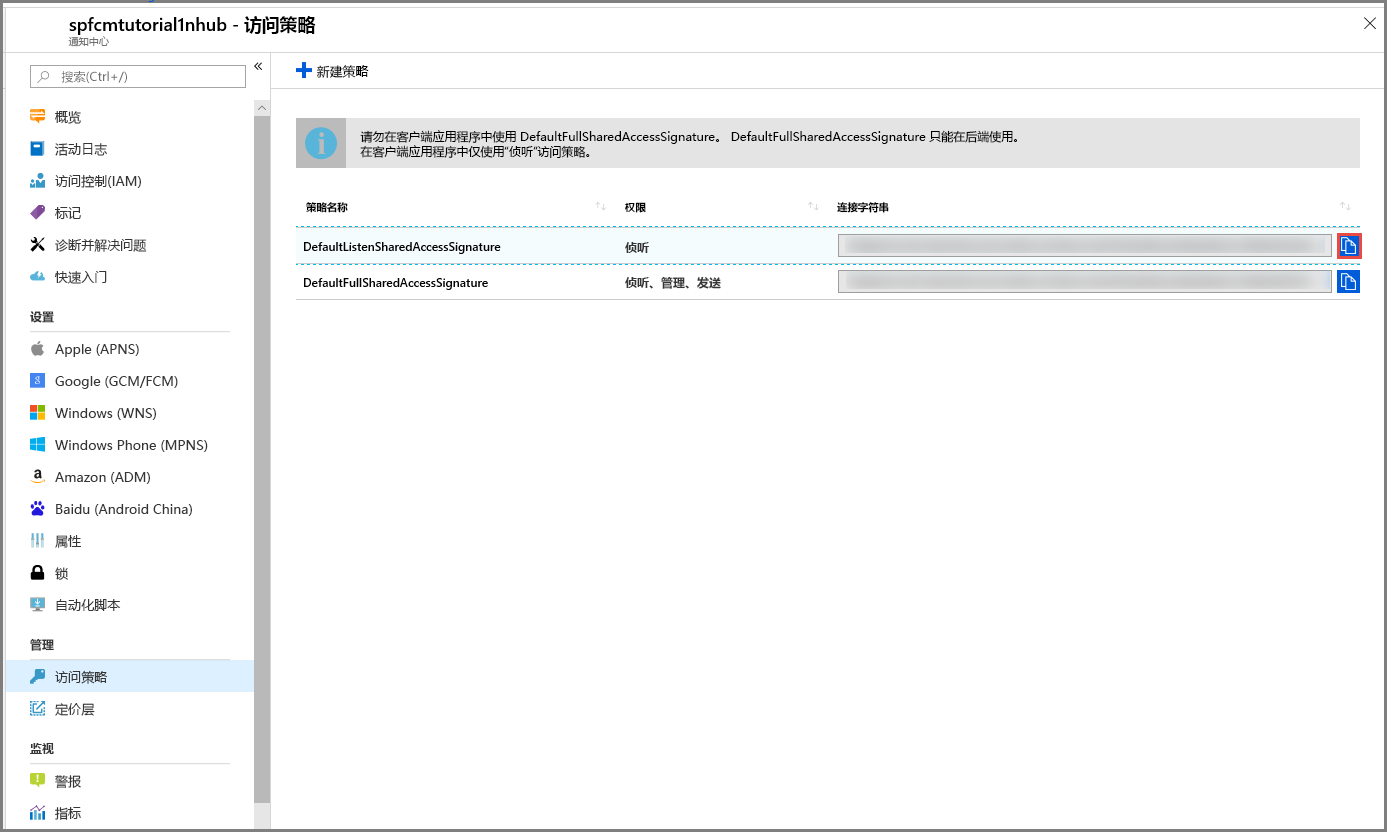 spfcmtutorial1nhub - 访问策略
通知中心
搜索(Ctrl+/)
概览
活动日志
访问控制(IAM)
标记
诊断并解决问题
快速入门
设置
Apple (APNS)
Google (GCM/FCM)
Windows (WNS)
Windows Phone (MPNS)
Amazon (ADM)
Baidu (Android China)
属性
锁
自动化脚本
管理
访问策略
定价层
监视
警报
指标
新建策略
请勿在客户端应用程序中使用 DefaultFullSharedAccessSignature。 DefaultFullSharedAccessSignature 只能在后端使用。
在客户端应用程序中仅使用“侦听”访问策略。
策略名称 权限 连接字符串
DefaultListenSharedAccessSignature 侦听
DefaultFullSharedAccessSignature 侦听、管理、发送